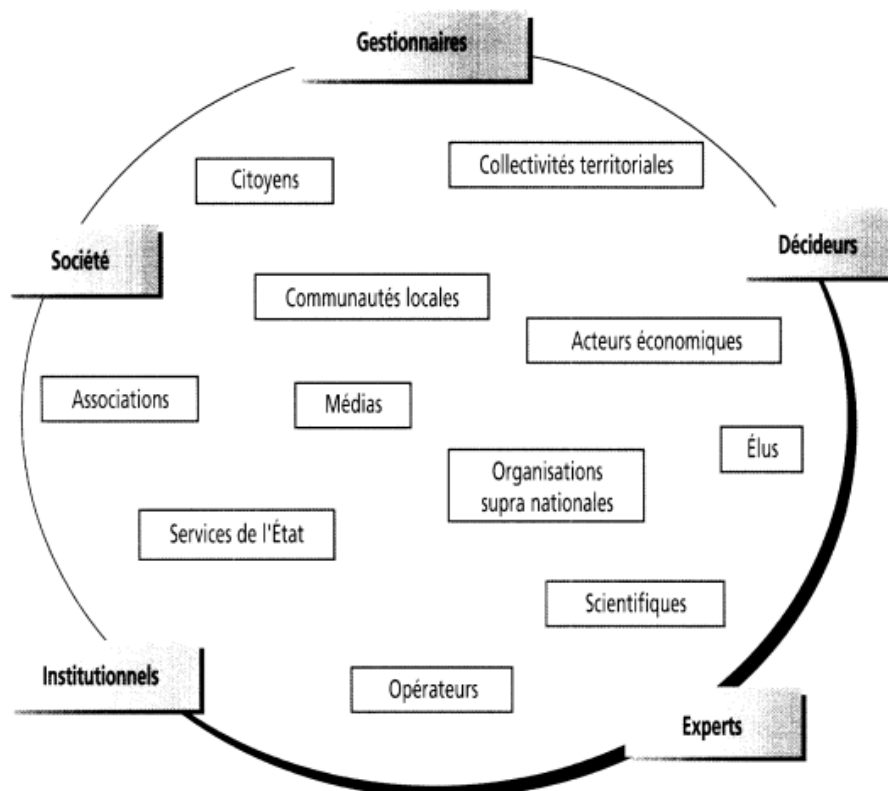 Gestionnaires
Citoyens
Collectivités territoriales
Société
Décideurs
Communautés locales
Acteurs économiques
Associations
Médias
Élus
Organisations
supra nationales
Services de l'État
Scientifiques
Institutionnels
Opérateurs
Experts